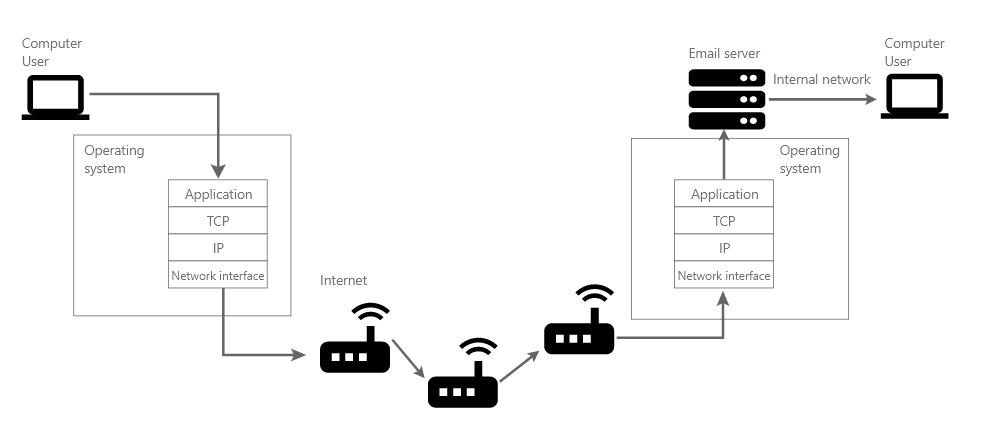 Computer
User
Operating
system
Application
TCP
IP
Network interface
Internet
Email server
Internal network
Computer
User
Operating
system
Application
TCP
IP
Network interface